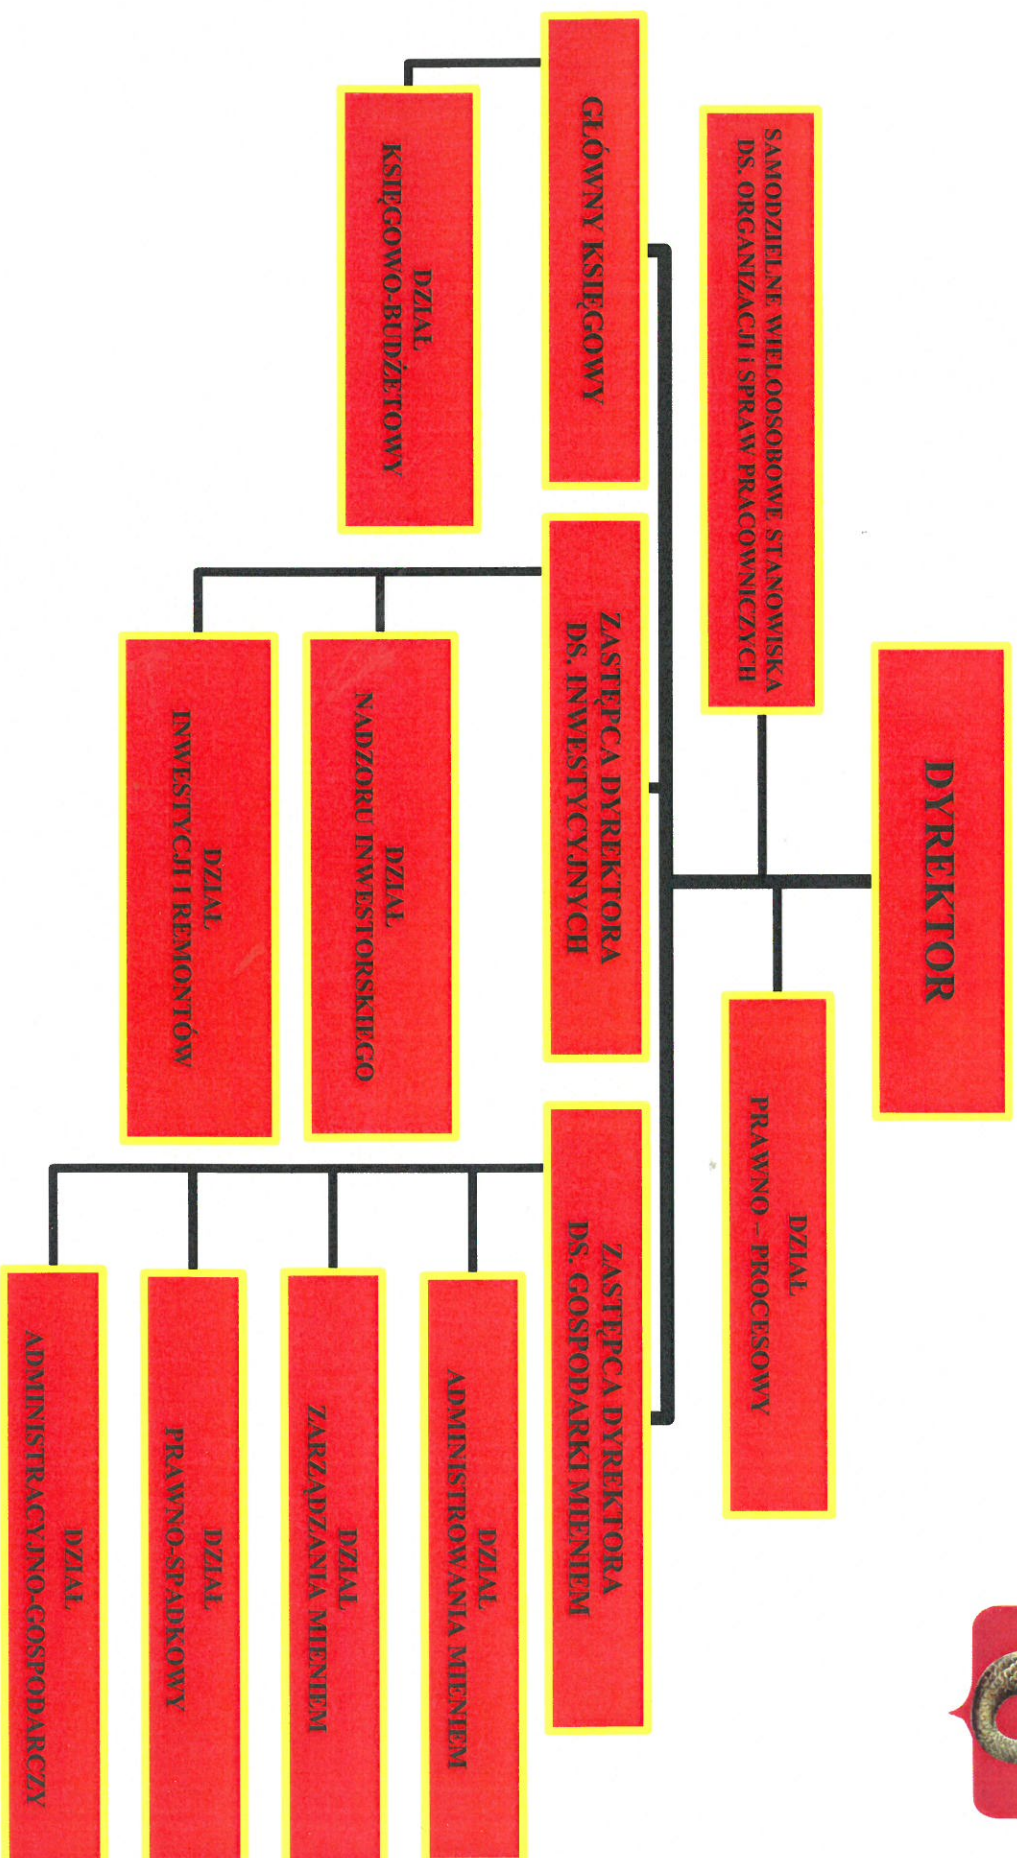 DYREKTOR
SAMODZIELNE WIELOOSOBOWE STANOWISKA
DS. ORGANIZACJI i SPRAW PRACOWNICZYCH
DZIAŁ
PRAWNO – PROCESOWY
GŁÓWNY KSIĘGOWY
ZASTĘPCA DYREKTORA
DS. INWESTYCYJNYCH
ZASTĘPCA DYREKTORA
DS. GOSPODARKI MIENIEM
DZIAŁ
KSIĘGOWO-BUDŻETOWY
DZIAŁ
NADZORU INWESTORSKIEGO
DZIAŁ
INWESTYCJI I REMONTÓW
DZIAŁ
ADMINISTROWANIA MIENIEM
DZIAŁ
ZARZĄDZANIA MIENIEM
DZIAŁ
PRAWNO-SPADKOWY
DZIAŁ
ADMINISTRACYJNO-GOSPODARCZY